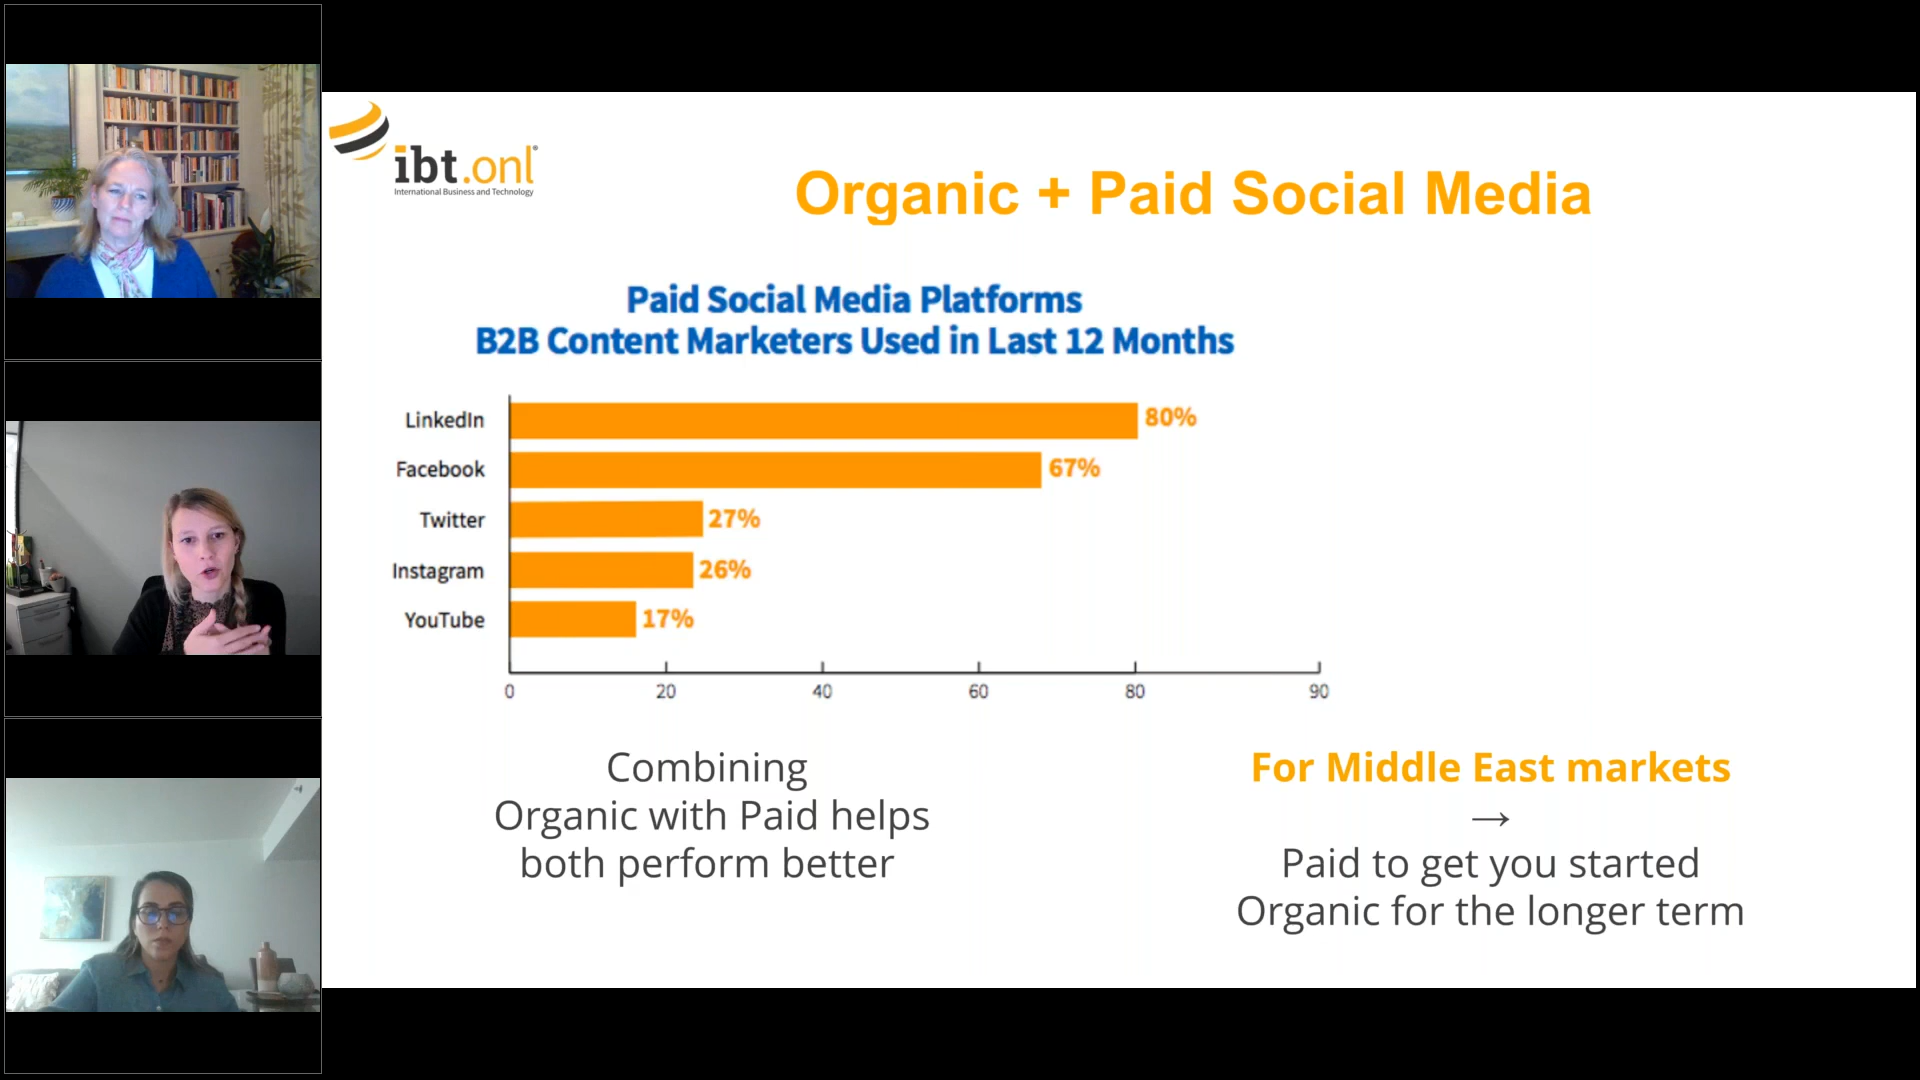 ibt.onl®
International Business and Technology
Organic + Paid Social Media
Paid Social Media Platforms
B2B Content Marketers Used in Last 12 Months
LinkedIn 80%
Facebook 67%
Twitter 27%
Instagram 26%
YouTube 17%
0 20 40 60 80 90
Combining
Organic with Paid helps
both perform better
For Middle East markets
→
Paid to get you started
Organic for the longer term